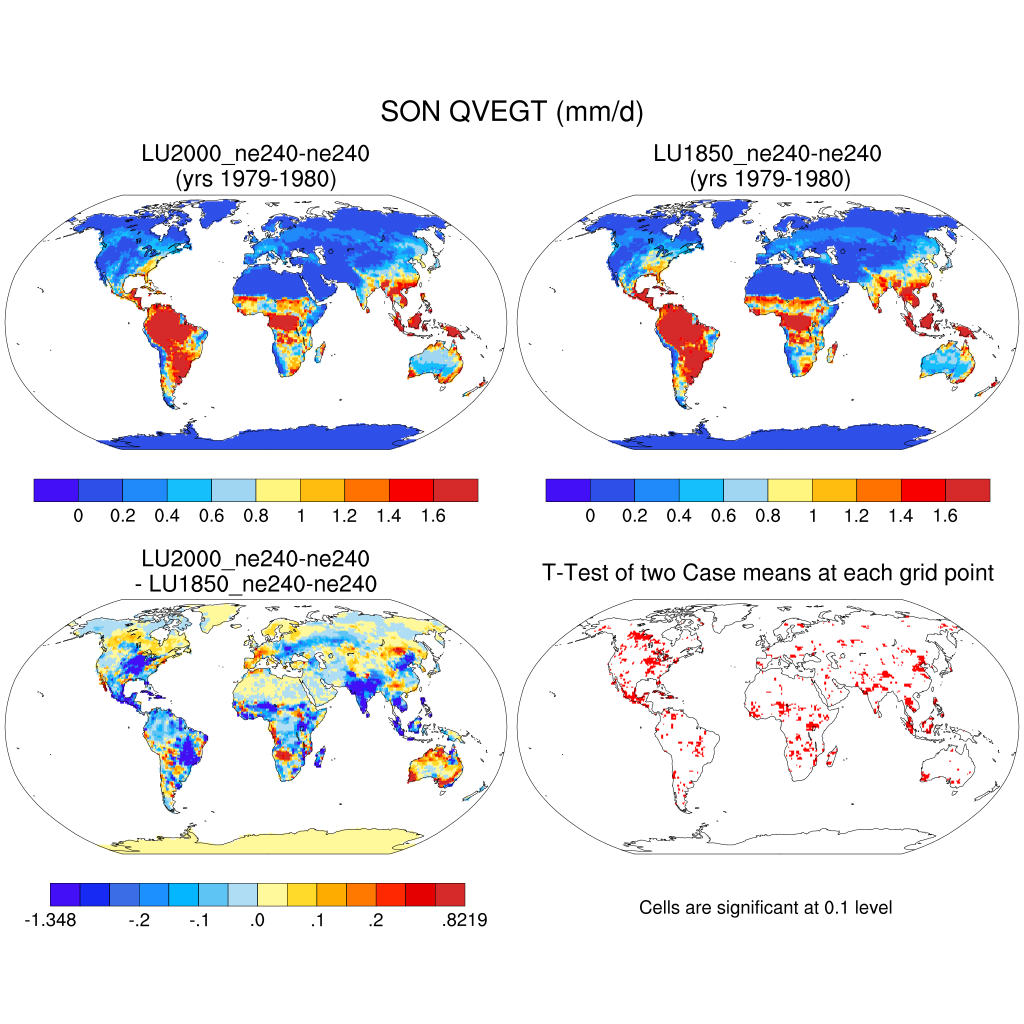 SON QVEGT (mm/d)
LU2000_ne240-ne240
(yrs 1979-1980)
LU1850_ne240-ne240
(yrs 1979-1980)
0 0.2 0.4 0.6 0.8 1 1.2 1.4 1.6
0 0.2 0.4 0.6 0.8 1 1.2 1.4 1.6
LU2000_ne240-ne240
- LU1850_ne240-ne240
T-Test of two Case means at each grid point
-1.348 -.2 -.1 .0 .1 .2 .8219
Cells are significant at 0.1 level